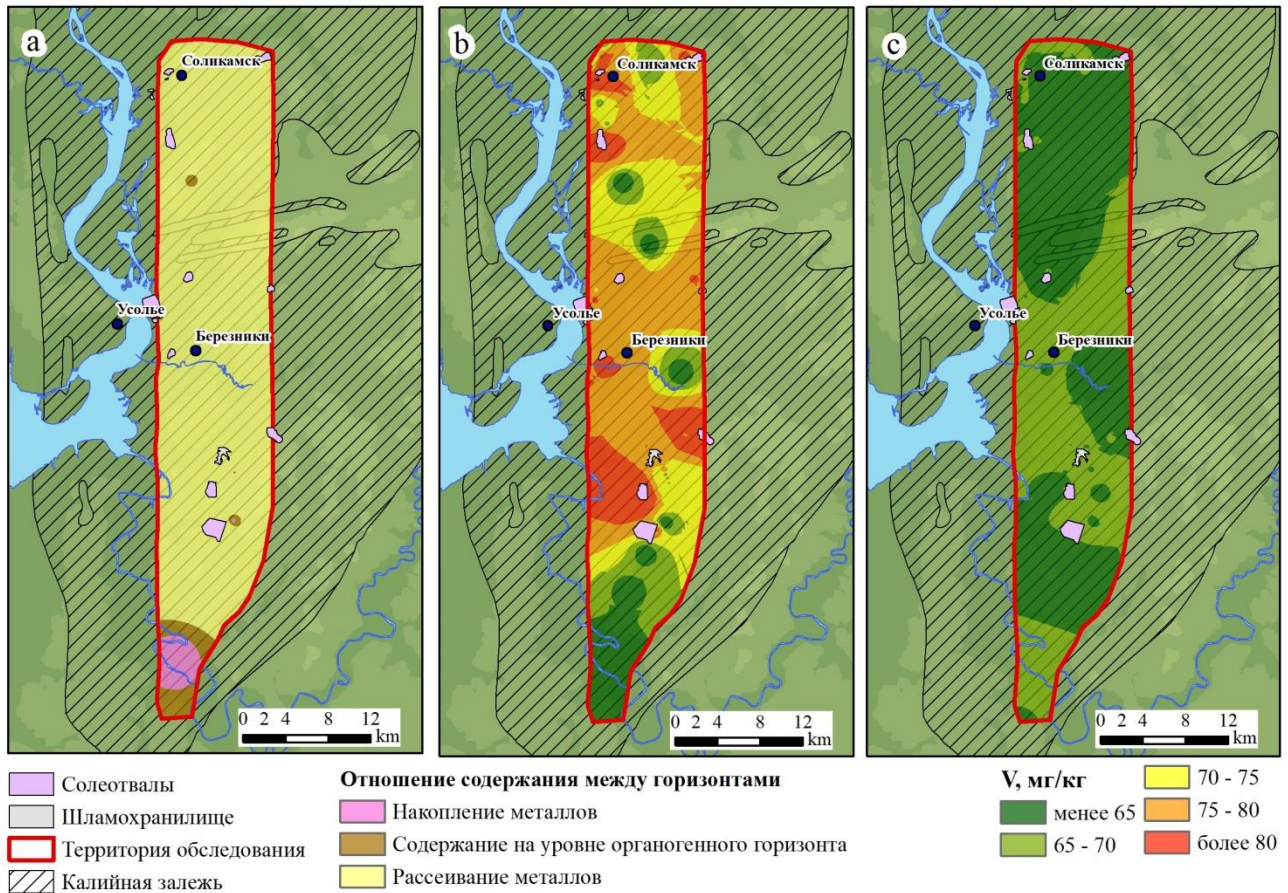 a
Соликамск
Усолье
Березники
0 2 4 8 12
km
b
Соликамск
Усолье
Березники
0 2 4 8 12
km
c
Соликамск
Усолье
Березники
0 2 4 8 12
km
Солеотвалы
Шламохранилище
Территория обследования
Калийная залежь
Отношение содержания между горизонтами
Накопление металлов
Содержание на уровне органогенного горизонта
Рассеивание металлов
V, мг/кг
менее 65
65 - 70
70 - 75
75 - 80
более 80